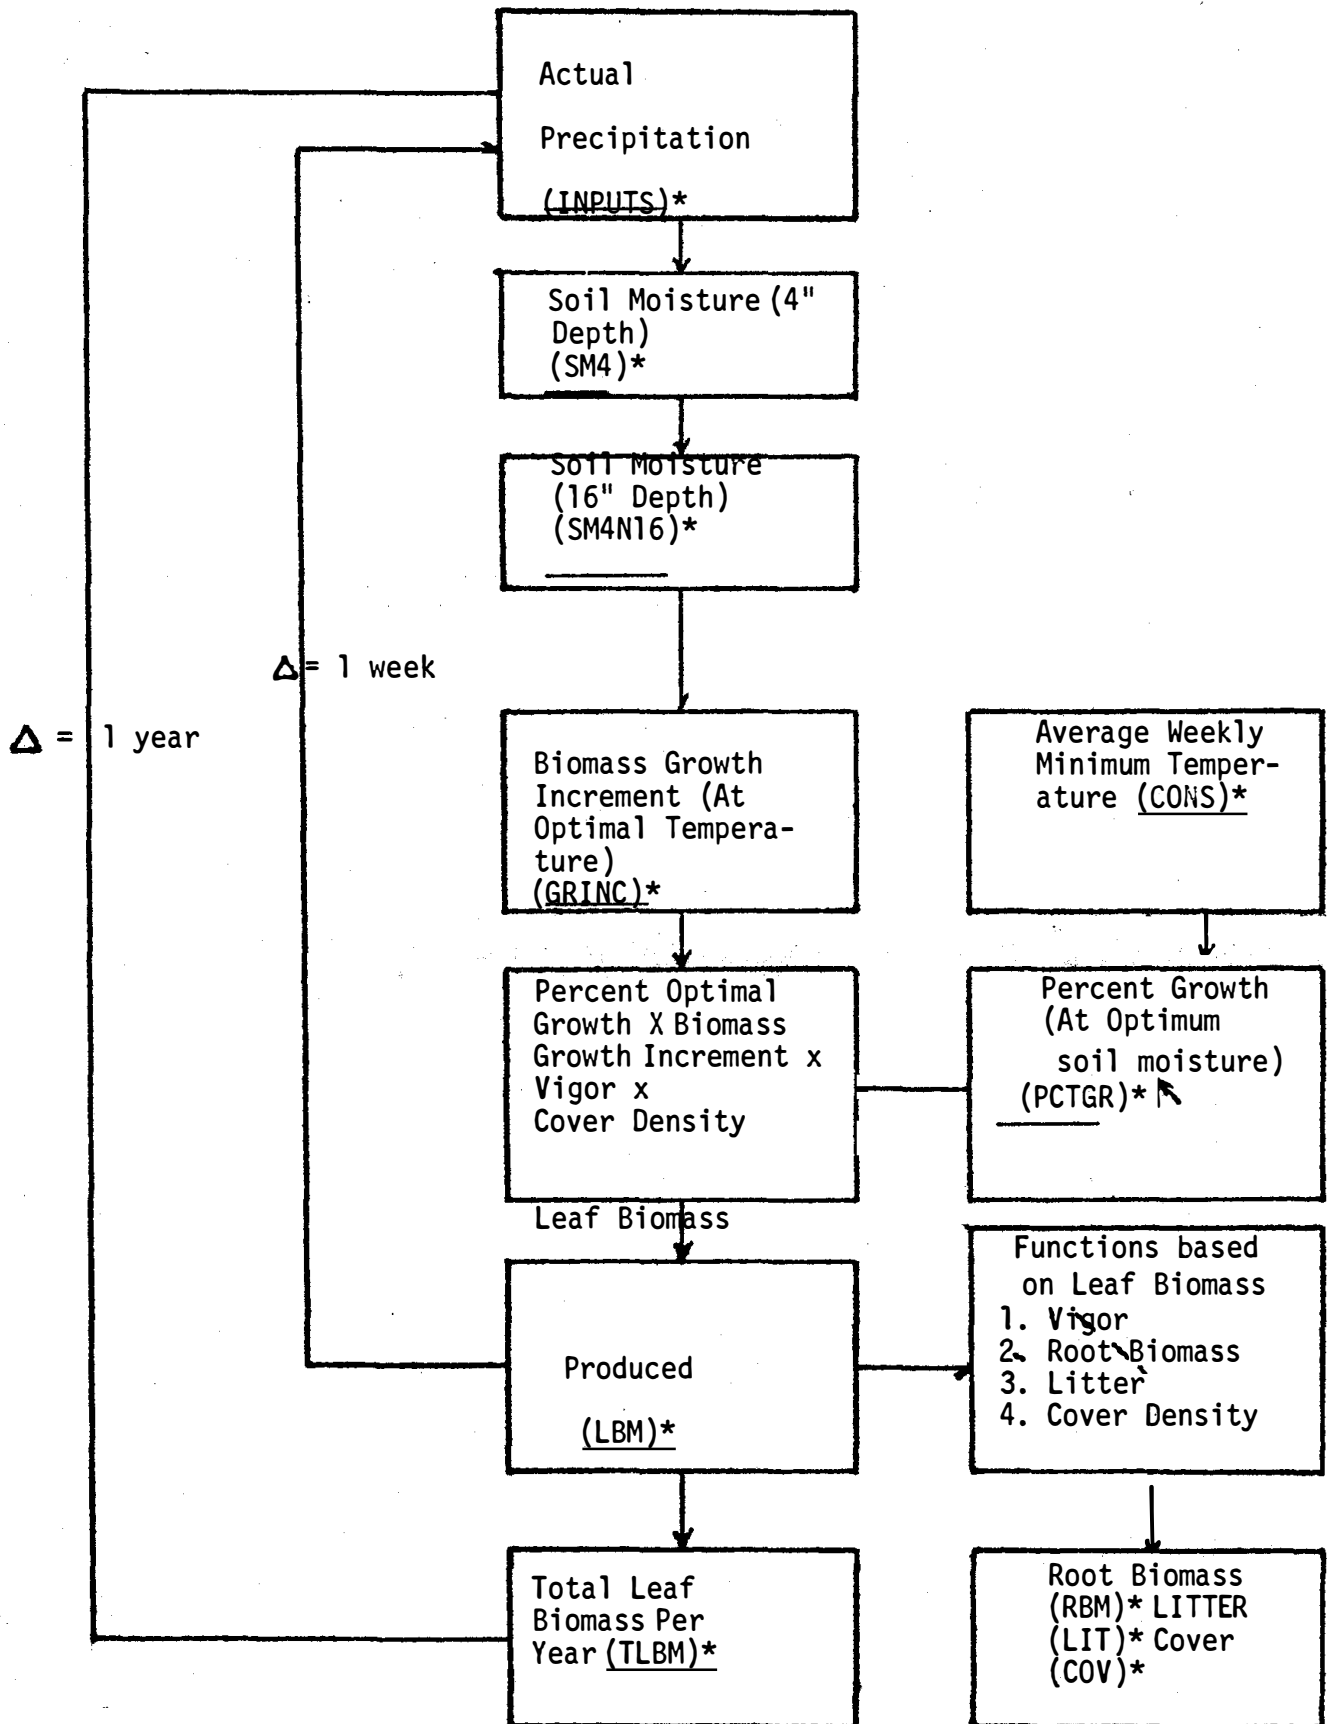 Actual
Precipitation
(INPUTS)*
Soil Moisture (4"
Depth)
(SM4)*
Soil Moisture
(16" Depth)
(SM4N16)*
Δ= 1 week
Δ = 1 year
Biomass Growth
Increment (At
Optimal Tempera-
ture)
(GRINC)*
Average Weekly
Minimum Temper-
ature (CONS)*
Percent Optimal
Growth X Biomass
Growth Increment x
Vigor x
Cover Density
Percent Growth
(At Optimum
soil moisture)
(PCTGR)*
Leaf Biomass
Produced
(LBM)*
Functions based
on Leaf Biomass
1. Vigor
2. Root Biomass
3. Litter
4. Cover Density
Total Leaf
Biomass Per
Year (TLBM)*
Root Biomass
(RBM)* LITTER
(LIT)* Cover
(COV)*